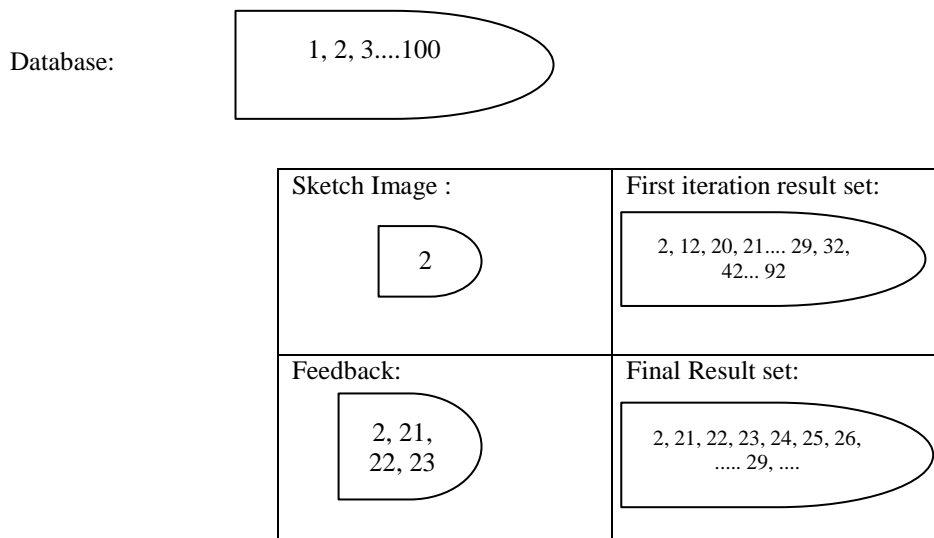 Database:
1, 2, 3....100
Sketch Image :
2
First iteration result set:
2, 12, 20, 21.... 29, 32,
42... 92
Feedback:
2, 21,
22, 23
Final Result set:
2, 21, 22, 23, 24, 25, 26,
..... 29, ....